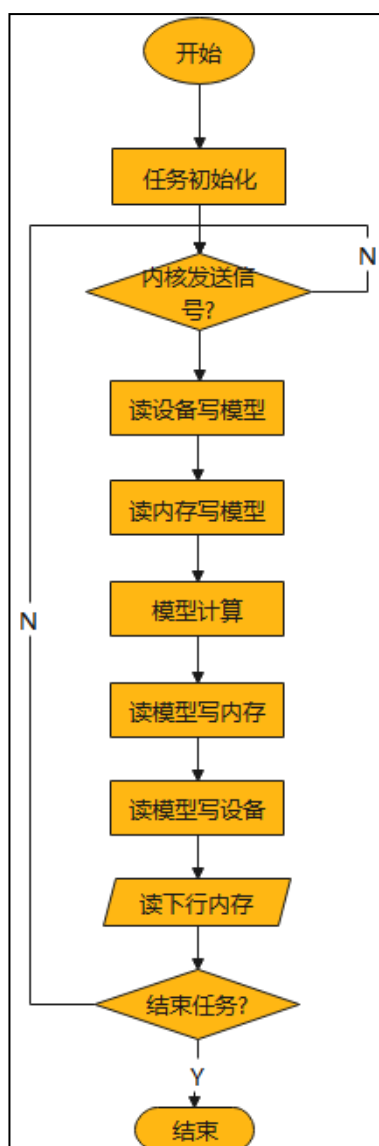 开始
任务初始化
N
内核发送信
号?
读设备写模型
读内存写模型
模型计算
N
读模型写内存
读模型写设备
读下行内存
结束任务?
Y
结束